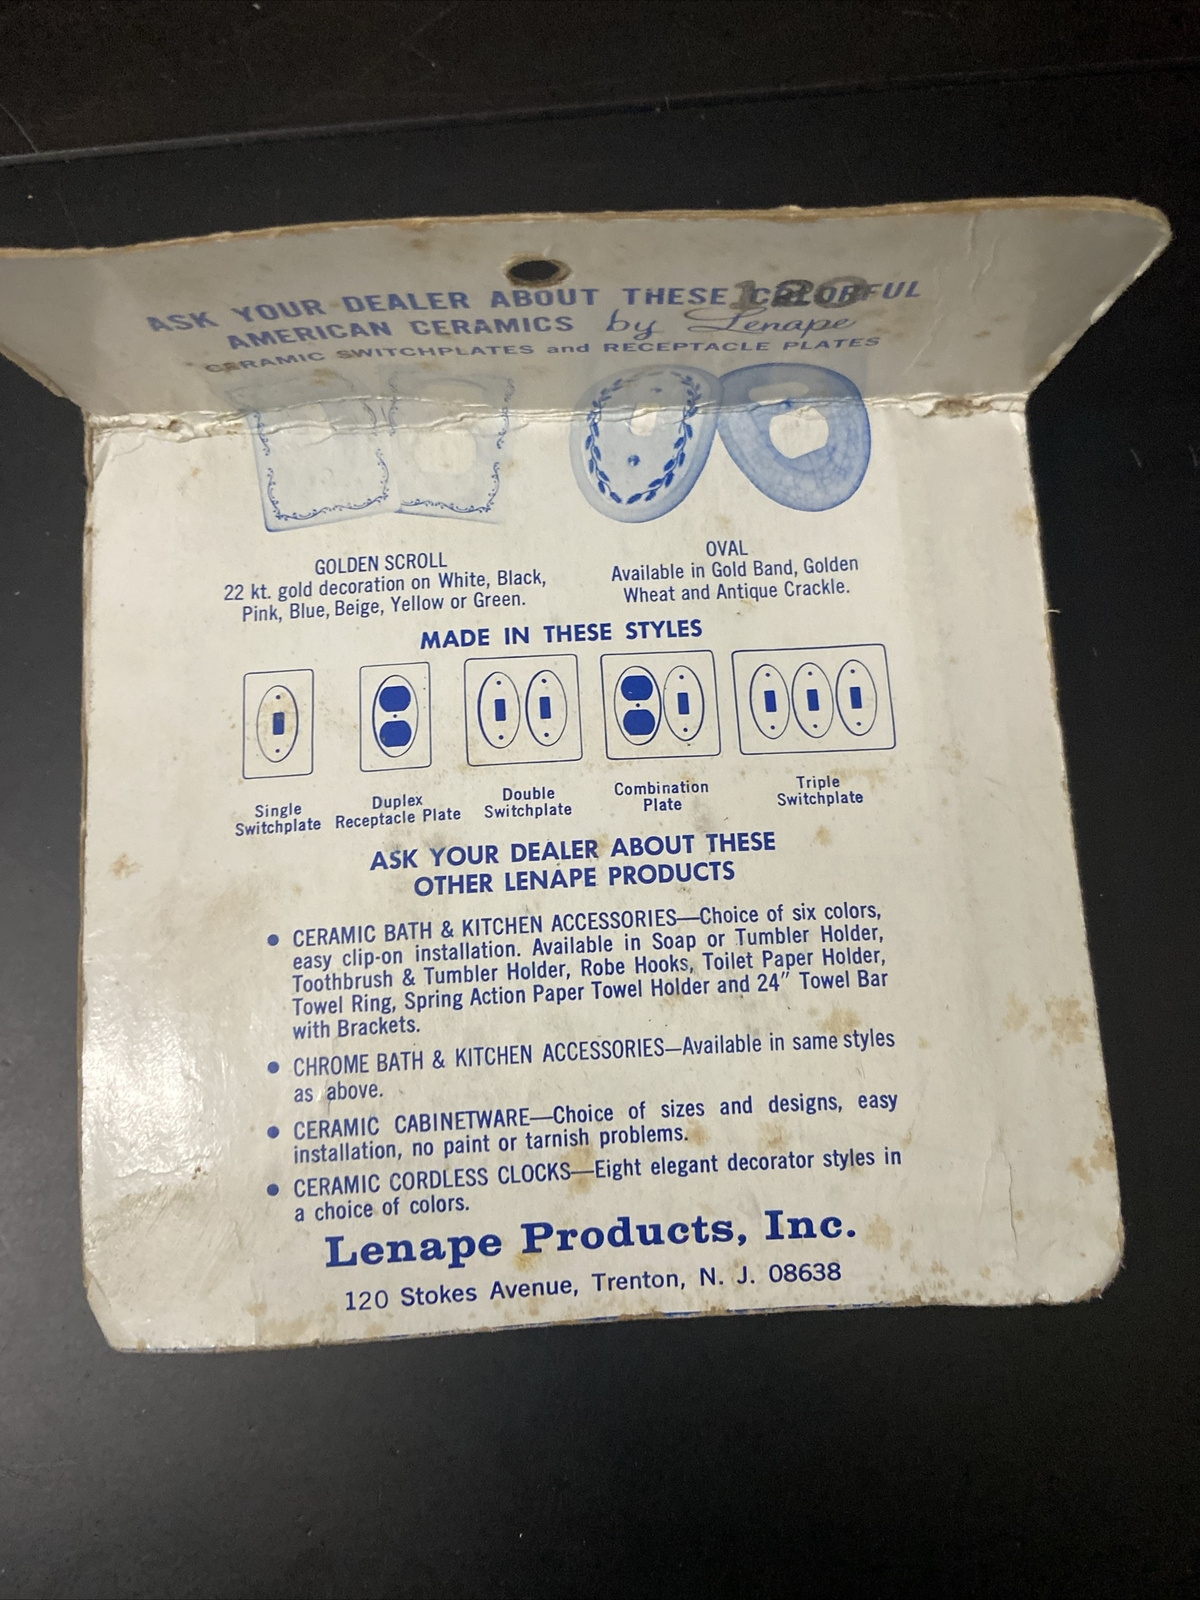 ASK YOUR DEALER ABOUT THESE COLORFUL
AMERICAN CERAMICS by Lenape
CERAMIC SWITCHPLATES and RECEPTACLE PLATES
GOLDEN SCROLL
22 kt. gold decoration on White, Black,
Pink, Blue, Beige, Yellow or Green.
OVAL
Available in Gold Band, Golden
Wheat and Antique Crackle.
MADE IN THESE STYLES
Single
Switchplate
Duplex
Receptacle Plate
Double
Switchplate
Combination
Plate
Triple
Switchplate
ASK YOUR DEALER ABOUT THESE
OTHER LENAPE PRODUCTS
• CERAMIC BATH & KITCHEN ACCESSORIES—Choice of six colors,
easy clip-on installation. Available in Soap or Tumbler Holder,
Toothbrush & Tumbler Holder, Robe Hooks, Toilet Paper Holder,
Towel Ring, Spring Action Paper Towel Holder and 24″ Towel Bar
with Brackets.
• CHROME BATH & KITCHEN ACCESSORIES—Available in same styles
as above.
• CERAMIC CABINETWARE—Choice of sizes and designs, easy
installation, no paint or tarnish problems.
• CERAMIC CORDLESS CLOCKS—Eight elegant decorator styles in
a choice of colors.
Lenape Products, Inc.
120 Stokes Avenue, Trenton, N. J. 08638